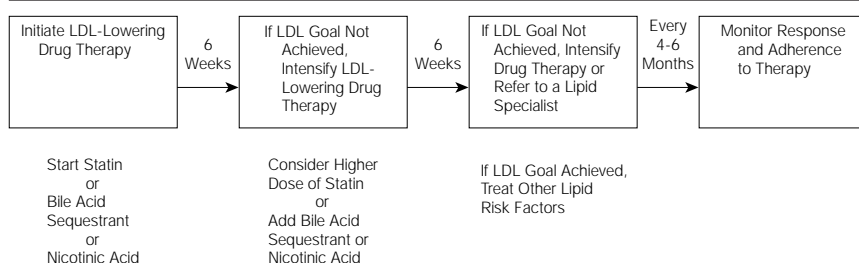 Initiate LDL-Lowering
Drug Therapy
6
Weeks
If LDL Goal Not
Achieved,
Intensify LDL-
Lowering Drug
Therapy
6
Weeks
If LDL Goal Not
Achieved, Intensify
Drug Therapy or
Refer to a Lipid
Specialist
Every
4-6
Months
Monitor Response
and Adherence
to Therapy
Start Statin
or
Bile Acid
Sequestrant
or
Nicotinic Acid
Consider Higher
Dose of Statin
or
Add Bile Acid
Sequestrant or
Nicotinic Acid
If LDL Goal Achieved,
Treat Other Lipid
Risk Factors